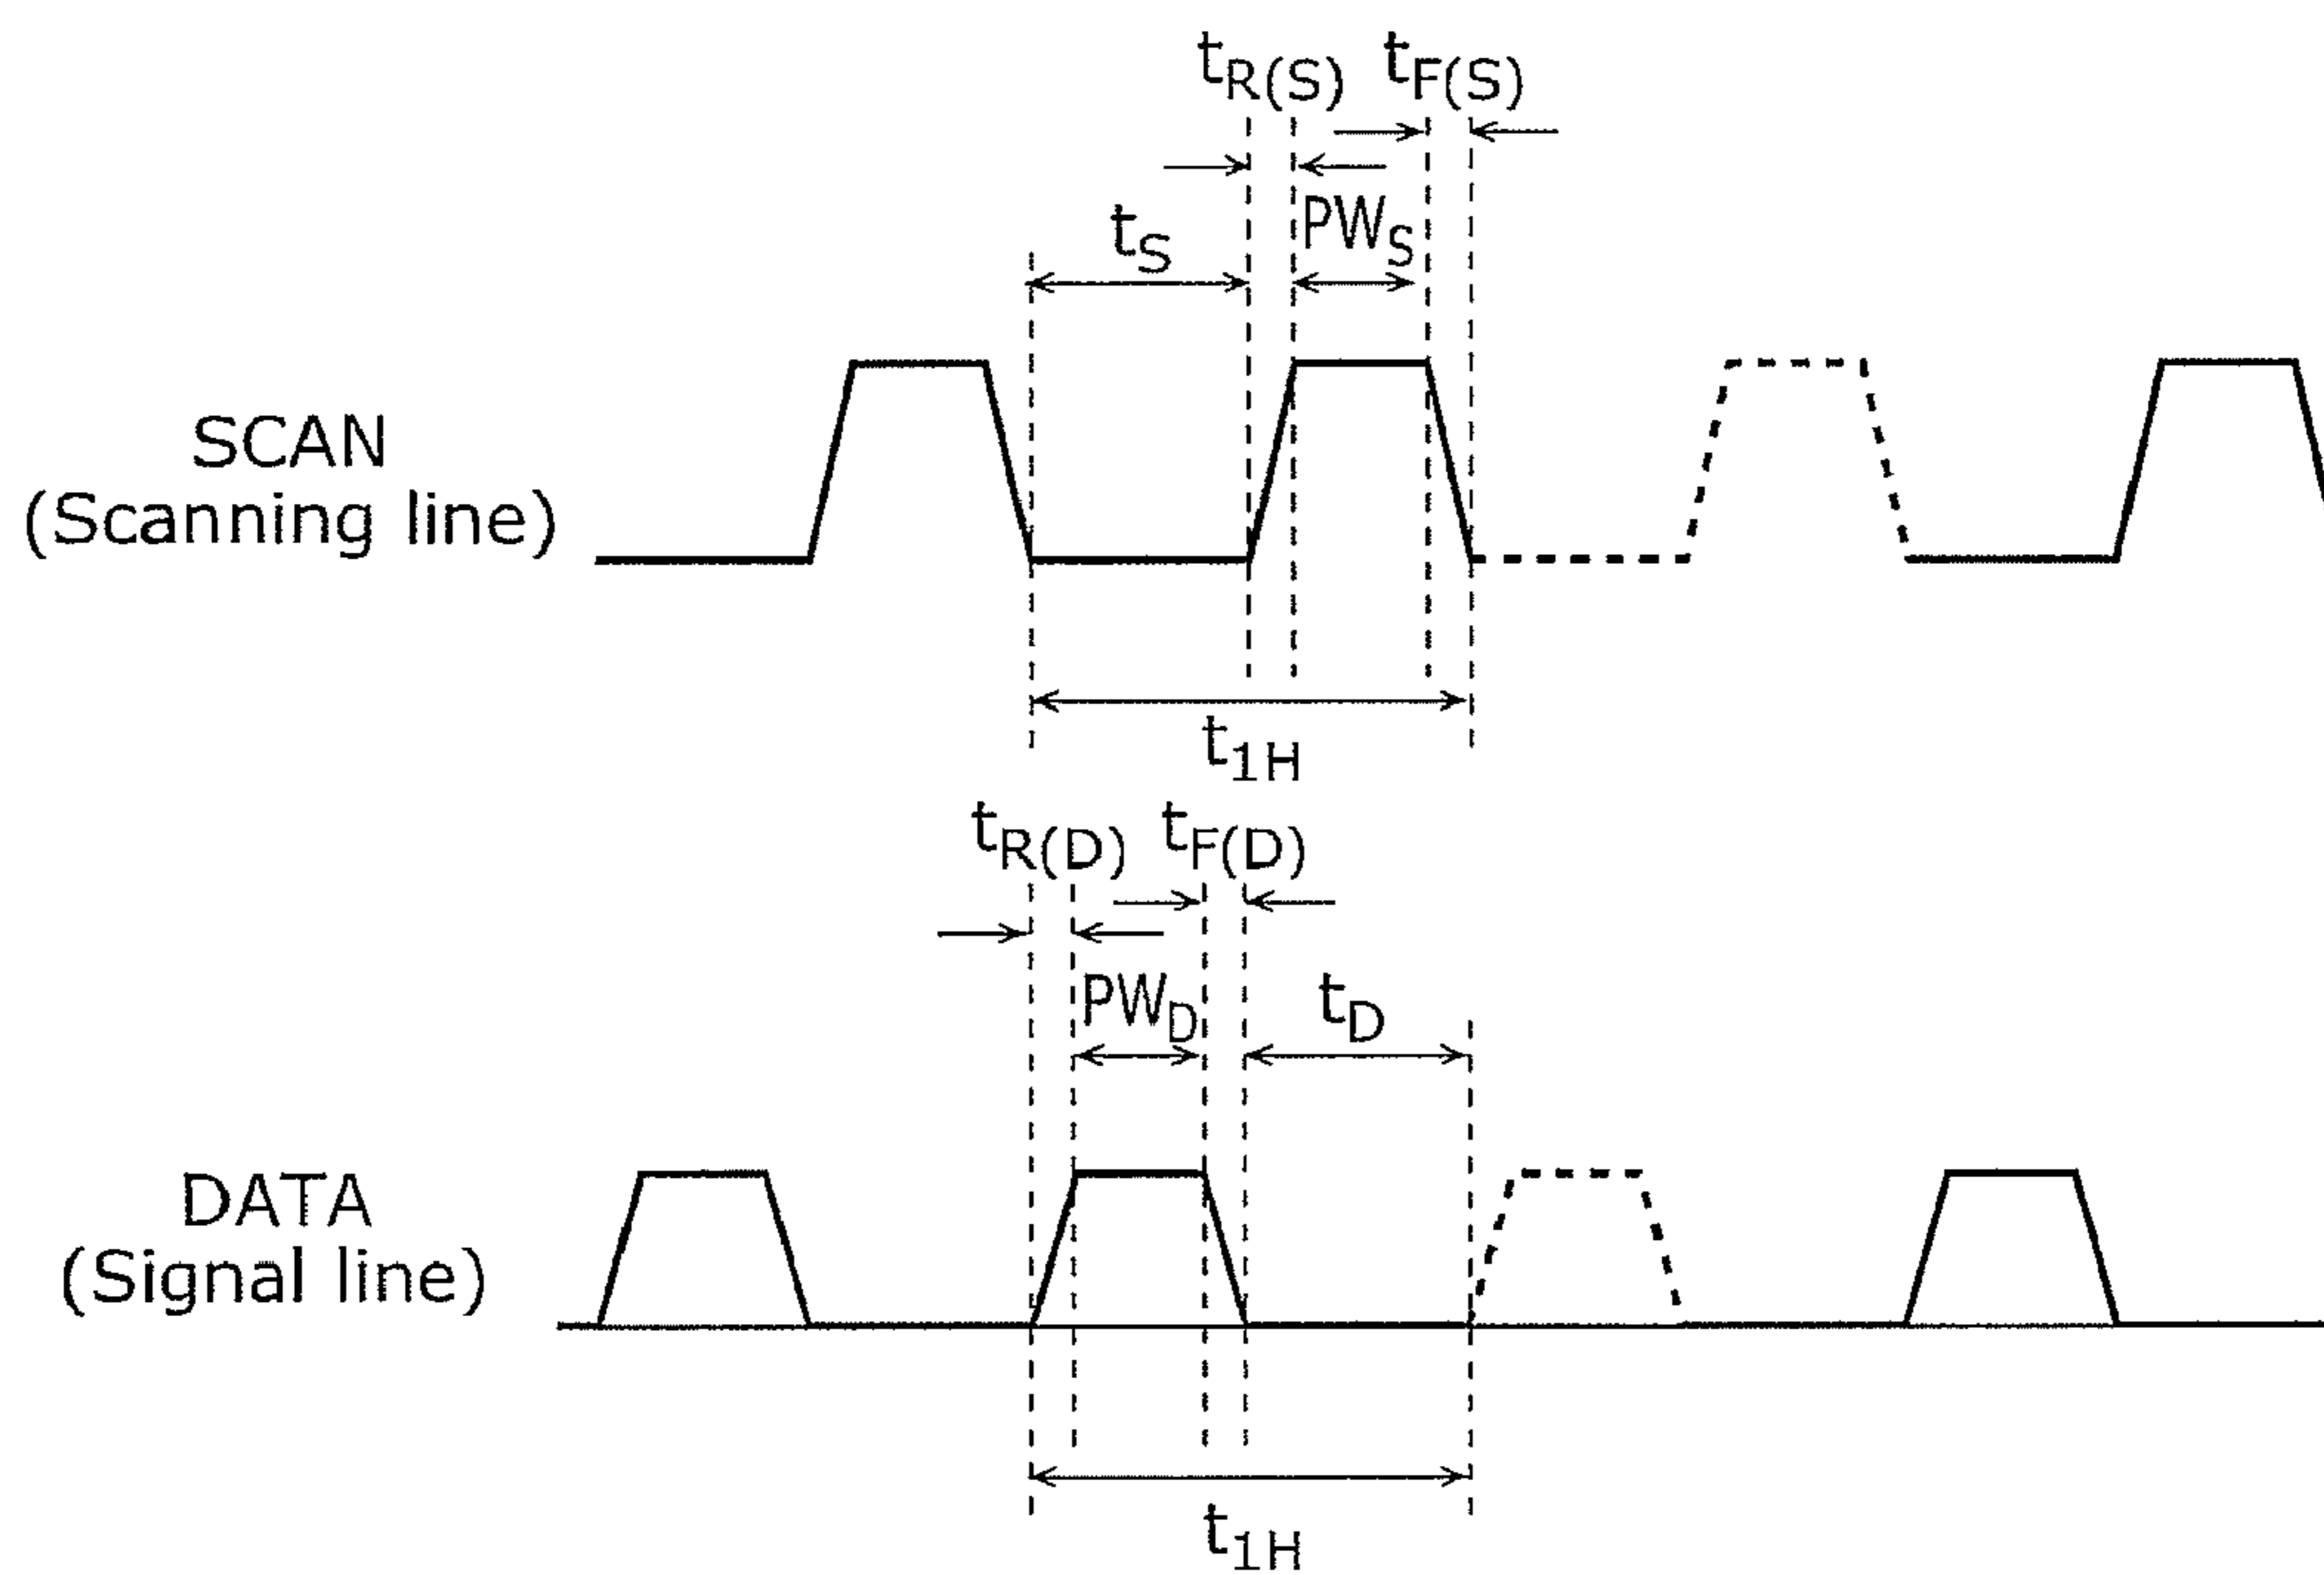 tR(S) tF(S)
tS
PWS
SCAN
(Scanning line)
t1H
tR(D) tF(D)
PWD
tD
DATA
(Signal line)
t1H